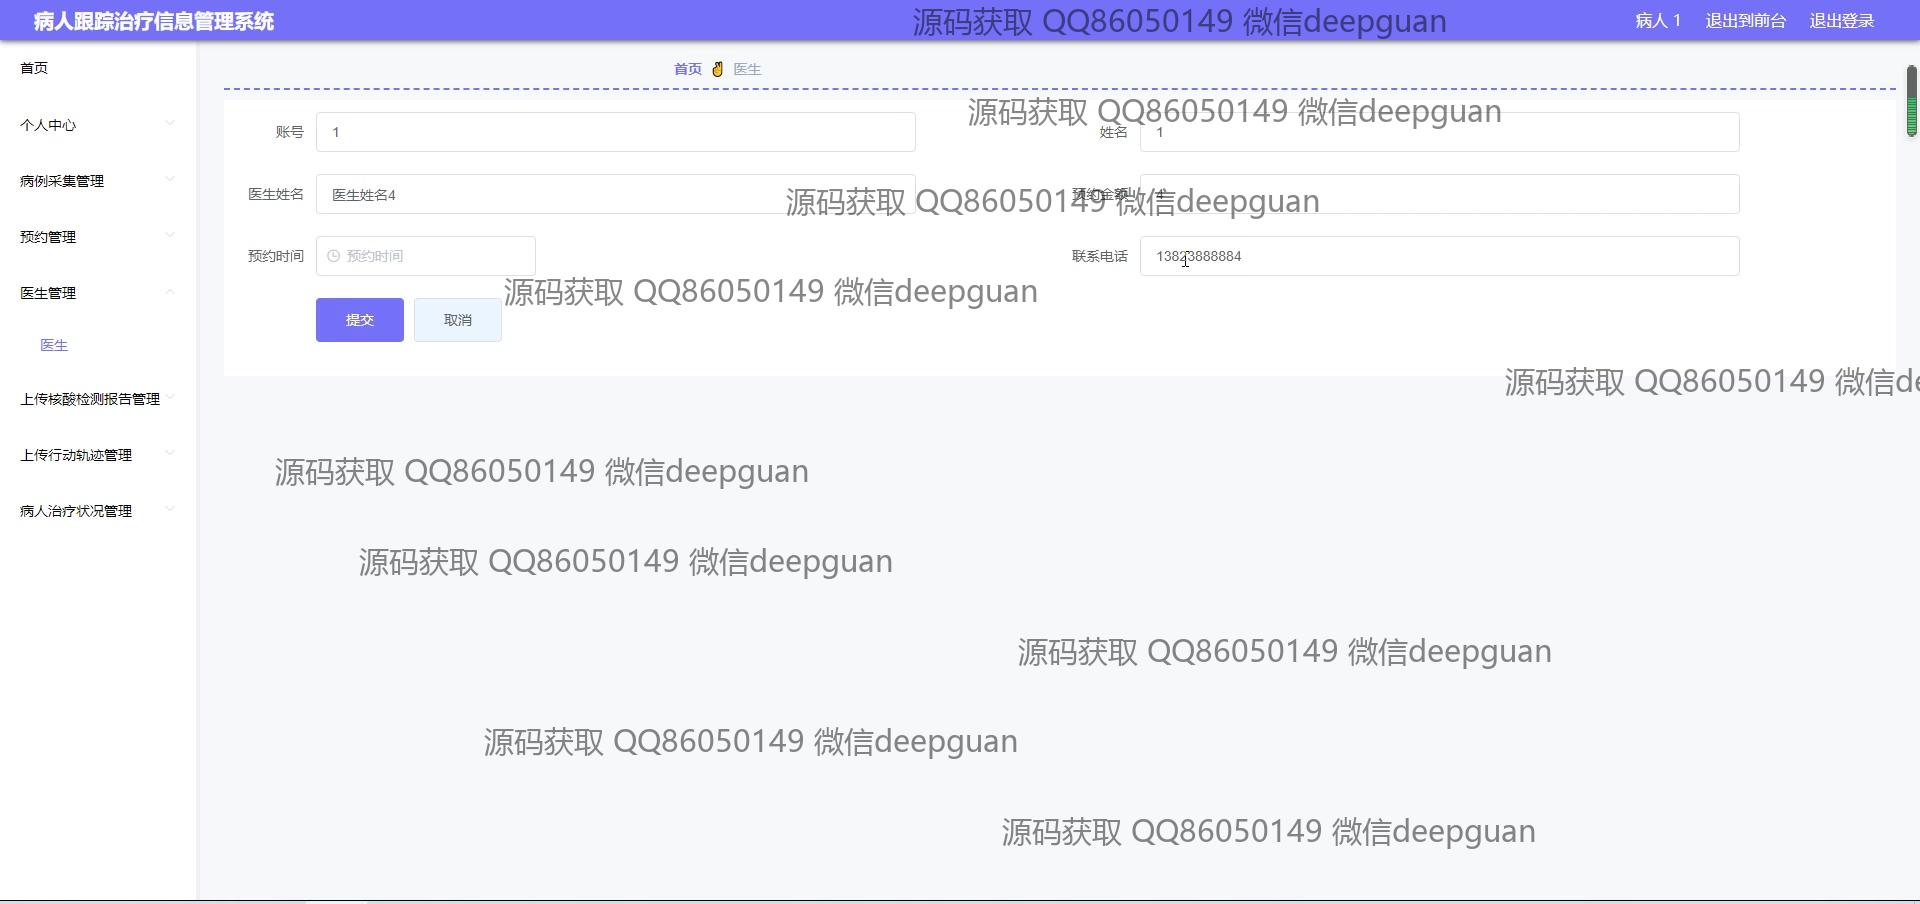 病人跟踪治疗信息管理系统
源码获取 QQ86050149 微信deepguan
病人 1
退出到前台
退出登录
首页
首页
医生
个人中心
源码获取 QQ86050149 微信deepguan
账号
1
姓名
1
病例采集管理
医生姓名
医生姓名4
源码获取 QQ86050149 微信deepguan
预约金额
4
预约管理
预约时间
预约时间
联系电话
13823888884
医生管理
源码获取 QQ86050149 微信deepguan
提交
取消
医生
源码获取 QQ86050149 微信de
上传核酸检测报告管理
上传行动轨迹管理
源码获取 QQ86050149 微信deepguan
病人治疗状况管理
源码获取 QQ86050149 微信deepguan
源码获取 QQ86050149 微信deepguan
源码获取 QQ86050149 微信deepguan
源码获取 QQ86050149 微信deepguan